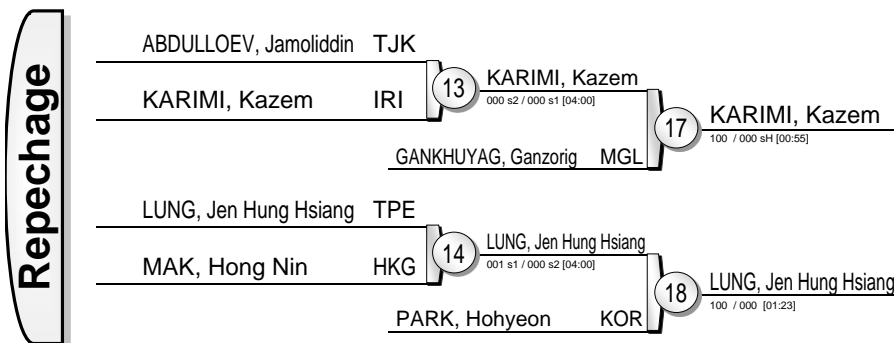 Repechage
ABDULLOEV, Jamoliddin TJK
KARIMI, Kazem IRI
13
KARIMI, Kazem
000 s2 / 000 s1 [04:00]
GANKHUYAG, Ganzorig MGL
17
KARIMI, Kazem
100 / 000 sH [00:55]
LUNG, Jen Hung Hsiang TPE
MAK, Hong Nin HKG
14
LUNG, Jen Hung Hsiang
001 s1 / 000 s2 [04:00]
PARK, Hohyeon KOR
18
LUNG, Jen Hung Hsiang
100 / 000 [01:23]